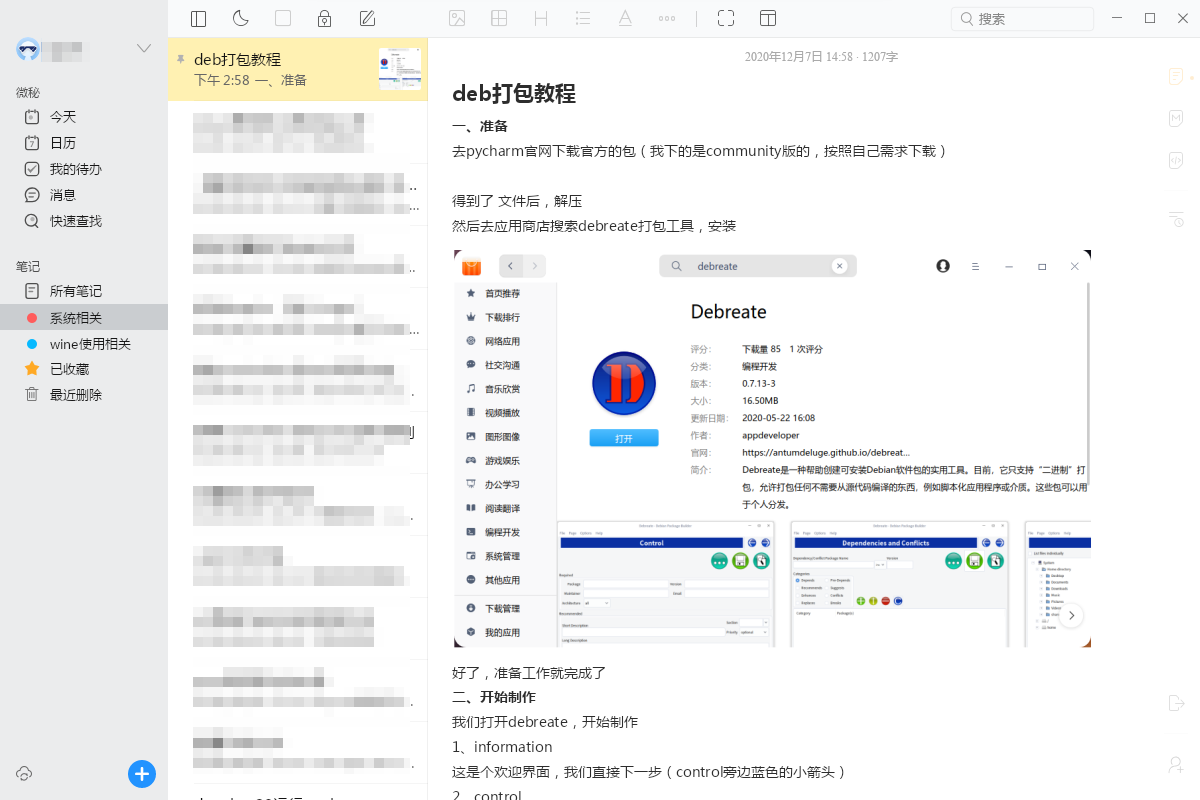 搜索
微秘
今天
日历
我的待办
消息
快速查找
笔记
所有笔记
系统相关
wine使用相关
已收藏
最近删除
deb打包教程
下午 2:58 一、准备
2020年12月7日 14:58 · 1207字
deb打包教程
一、准备
去pycharm官网下载官方的包（我下的是community版的，按照自己需求下载）
得到了 文件后，解压
然后去应用商店搜索debreate打包工具，安装
debreate
首页推荐
下载排行
网络应用
社交沟通
音乐欣赏
视频播放
图形图像
游戏娱乐
办公学习
阅读翻译
编程开发
系统管理
其他应用
下载管理
我的应用
打开
Debreate
评分： 下载量 85 1 次评分
分类： 编程开发
版本： 0.7.13-3
大小： 16.50MB
更新日期： 2020-05-22 16:08
作者： appdeveloper
官网： https://antumdeluge.github.io/debreat...
简介： Debreate是一种帮助创建可安装Debian软件包的实用工具。目前，它只支持“二进制”打
包，允许打包任何不需要从源代码编译的东西，例如脚本化应用程序或介质。这些包可以用
于个人分发。
Control
Dependencies and Conflicts
好了，准备工作就完成了
二、开始制作
我们打开debreate，开始制作
1、information
这是个欢迎界面，我们直接下一步（control旁边蓝色的小箭头）
2、control